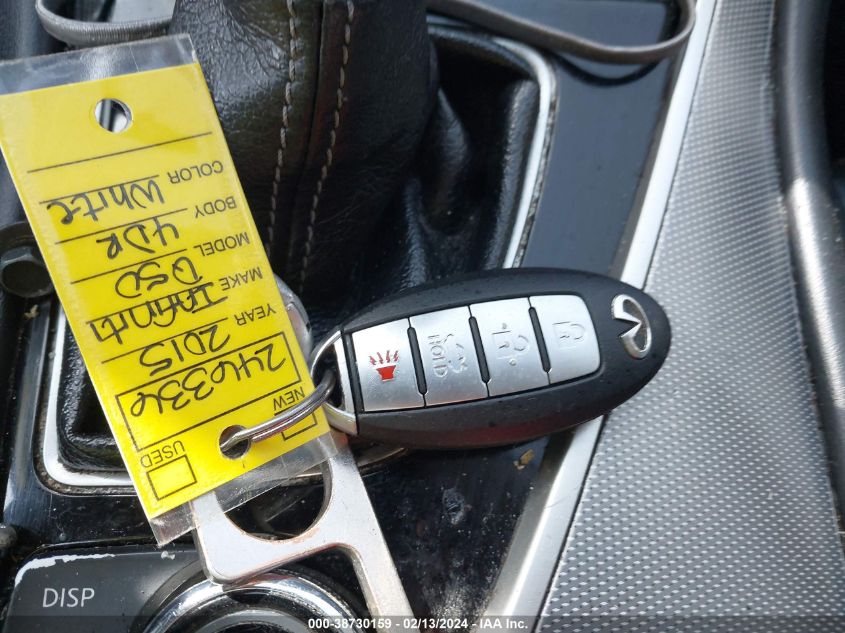 246336
NEW
USED
YEAR 2015
MAKE Infiniti
MODEL Q50
BODY 4DR
COLOR White
HOLD
DISP
000-38730159 - 02/13/2024 - IAA Inc.